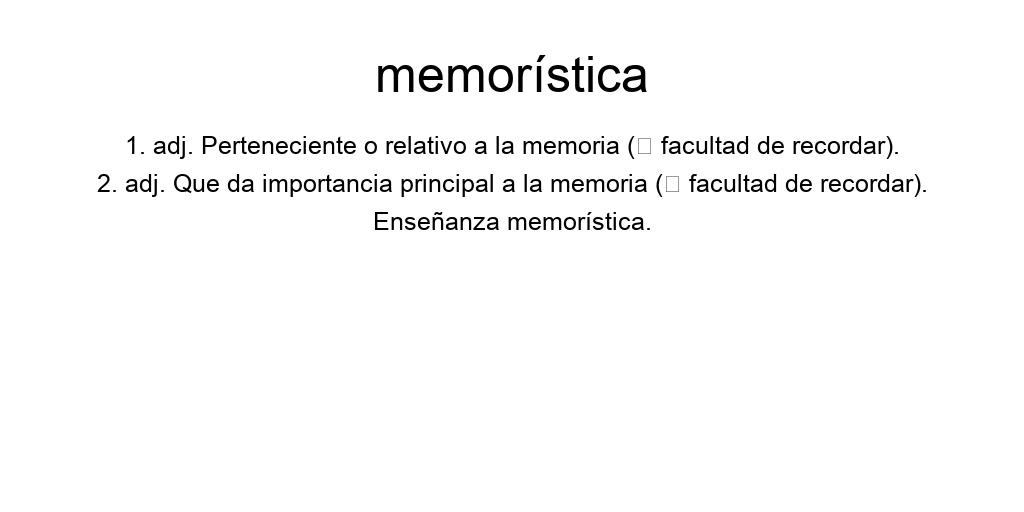 memorística
1. adj. Perteneciente o relativo a la memoria (□ facultad de recordar).
2. adj. Que da importancia principal a la memoria (□ facultad de recordar).
Enseñanza memorística.